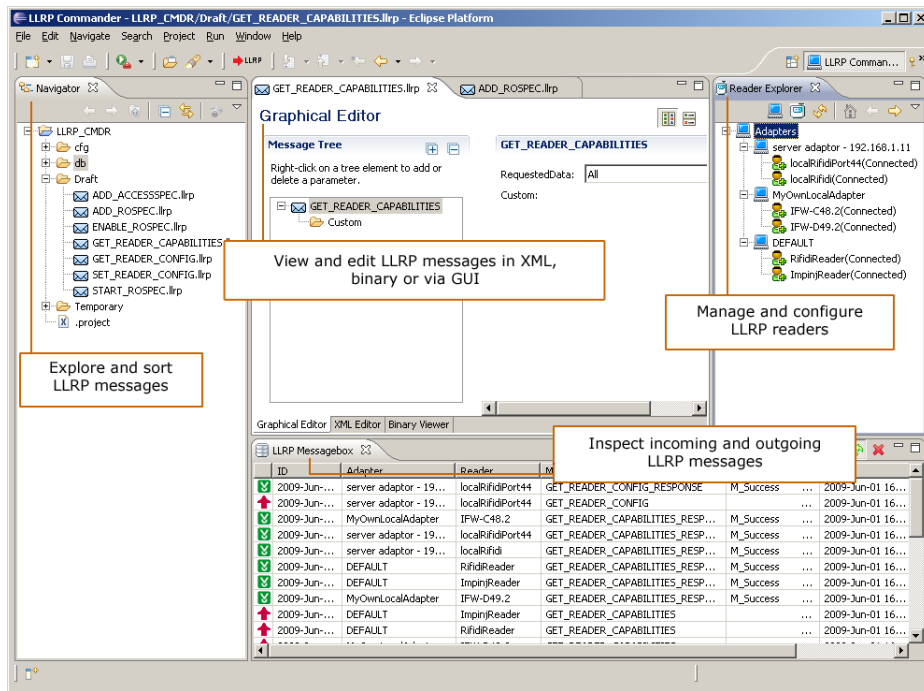 LLRP Commander - LLRP_CMDR/Draft/GET_READER_CAPABILITIES.llrp - Eclipse Platform
File Edit Navigate Search Project Run Window Help
LLRP
LLRP Comman...
Navigator
LLRP_CMDR
cfg
db
Draft
ADD_ACCESSSPEC.llrp
ADD_ROSPEC.llrp
ENABLE_ROSPEC.llrp
GET_READER_CAPABILITIES
GET_READER_CONFIG.llrp
SET_READER_CONFIG.llrp
START_ROSPEC.llrp
Temporary
.project
Explore and sort
LLRP messages
GET_READER_CAPABILITIES.llrp
ADD_ROSPEC.llrp
Graphical Editor
Message Tree
Right-click on a tree element to add or
delete a parameter.
GET_READER_CAPABILITIES
Custom
GET_READER_CAPABILITIES
RequestedData: All
Custom:
View and edit LLRP messages in XML,
binary or via GUI
Graphical Editor XML Editor Binary Viewer
Reader Explorer
Adapters
server adaptor - 192.168.1.11
localRifidiPort44(Connected)
localRifidi(Connected)
MyOwnLocalAdapter
IFW-C48.2(Connected)
IFW-D49.2(Connected)
DEFAULT
RifidiReader(Connected)
ImpinjReader(Connected)
Manage and configure
LLRP readers
LLRP Messagebox
Inspect incoming and outgoing
LLRP messages
ID Adapter Reader M
2009-Jun-... server adaptor - 19... localRifidiPort44 GET_READER_CONFIG_RESPONSE M_Success ... 2009-Jun-01 16...
2009-Jun-... server adaptor - 19... localRifidiPort44 GET_READER_CONFIG ... 2009-Jun-01 16...
2009-Jun-... MyOwnLocalAdapter IFW-C48.2 GET_READER_CAPABILITIES_RESP... M_Success ... 2009-Jun-01 16...
2009-Jun-... server adaptor - 19... localRifidiPort44 GET_READER_CAPABILITIES_RESP... M_Success ... 2009-Jun-01 16...
2009-Jun-... server adaptor - 19... localRifidi GET_READER_CAPABILITIES_RESP... M_Success ... 2009-Jun-01 16...
2009-Jun-... DEFAULT RifidiReader GET_READER_CAPABILITIES_RESP... M_Success ... 2009-Jun-01 16...
2009-Jun-... DEFAULT ImpinjReader GET_READER_CAPABILITIES_RESP... M_Success ... 2009-Jun-01 16...
2009-Jun-... MyOwnLocalAdapter IFW-D49.2 GET_READER_CAPABILITIES_RESP... M_Success ... 2009-Jun-01 16...
2009-Jun-... DEFAULT ImpinjReader GET_READER_CAPABILITIES ... 2009-Jun-01 16...
2009-Jun-... DEFAULT RifidiReader GET_READER_CAPABILITIES ... 2009-Jun-01 16...